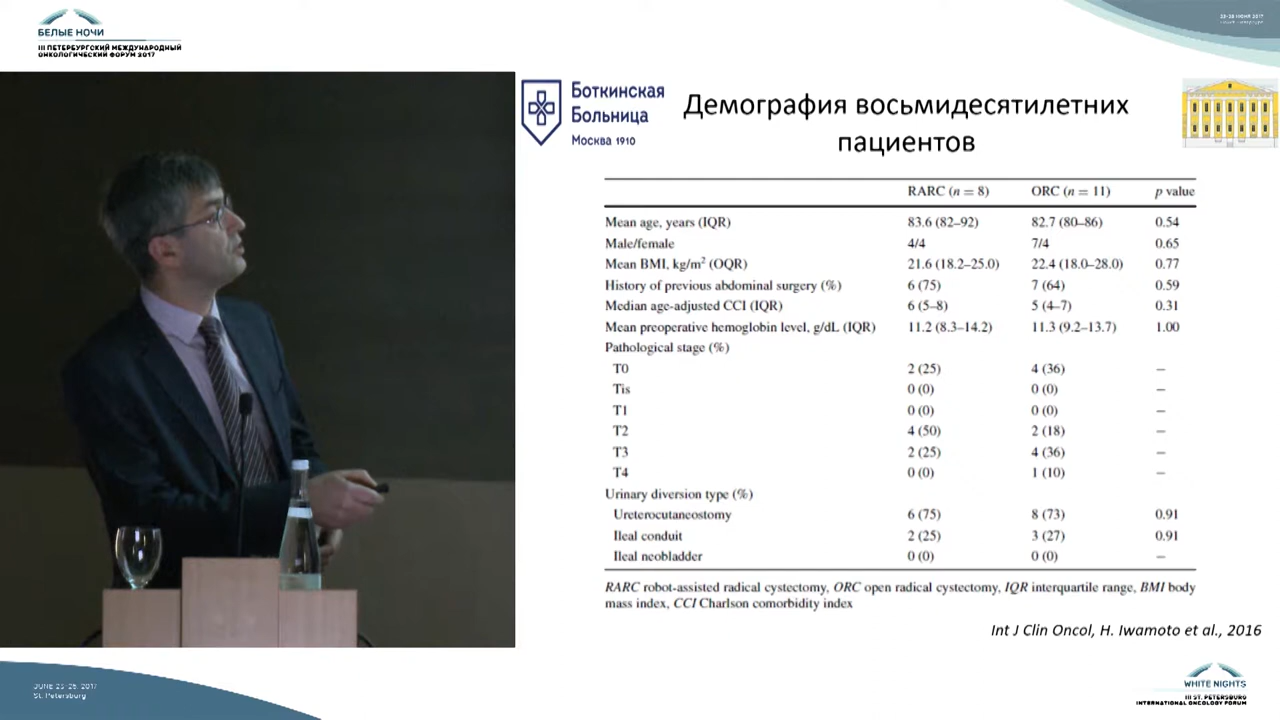 БЕЛЫЕ НОЧИ
III ПЕТЕРБУРГСКИЙ МЕЖДУНАРОДНЫЙ
ОНКОЛОГИЧЕСКИЙ ФОРУМ 2017
23-25 ИЮНЯ 2017
Боткинская
Больница
Москва 1910
Демография восьмидесятилетних
пациентов
RARC (n = 8) ORC (n = 11) p value
Mean age, years (IQR) 83.6 (82–92) 82.7 (80–86) 0.54
Male/female 4/4 7/4 0.65
Mean BMI, kg/m² (OQR) 21.6 (18.2–25.0) 22.4 (18.0–28.0) 0.77
History of previous abdominal surgery (%) 6 (75) 7 (64) 0.59
Median age-adjusted CCI (IQR) 6 (5–8) 5 (4–7) 0.31
Mean preoperative hemoglobin level, g/dL (IQR) 11.2 (8.3–14.2) 11.3 (9.2–13.7) 1.00
Pathological stage (%)
T0 2 (25) 4 (36) –
Tis 0 (0) 0 (0) –
T1 0 (0) 0 (0) –
T2 4 (50) 2 (18) –
T3 2 (25) 4 (36) –
T4 0 (0) 1 (10) –
Urinary diversion type (%)
Ureterocutaneostomy 6 (75) 8 (73) 0.91
Ileal conduit 2 (25) 3 (27) 0.91
Ileal neobladder 0 (0) 0 (0) –
RARC robot-assisted radical cystectomy, ORC open radical cystectomy, IQR interquartile range, BMI body
mass index, CCI Charlson comorbidity index
Int J Clin Oncol, H. Iwamoto et al., 2016
JUNE 23-25, 2017
St. Petersburg
WHITE NIGHTS
III ST. PETERSBURG
INTERNATIONAL ONCOLOGY FORUM